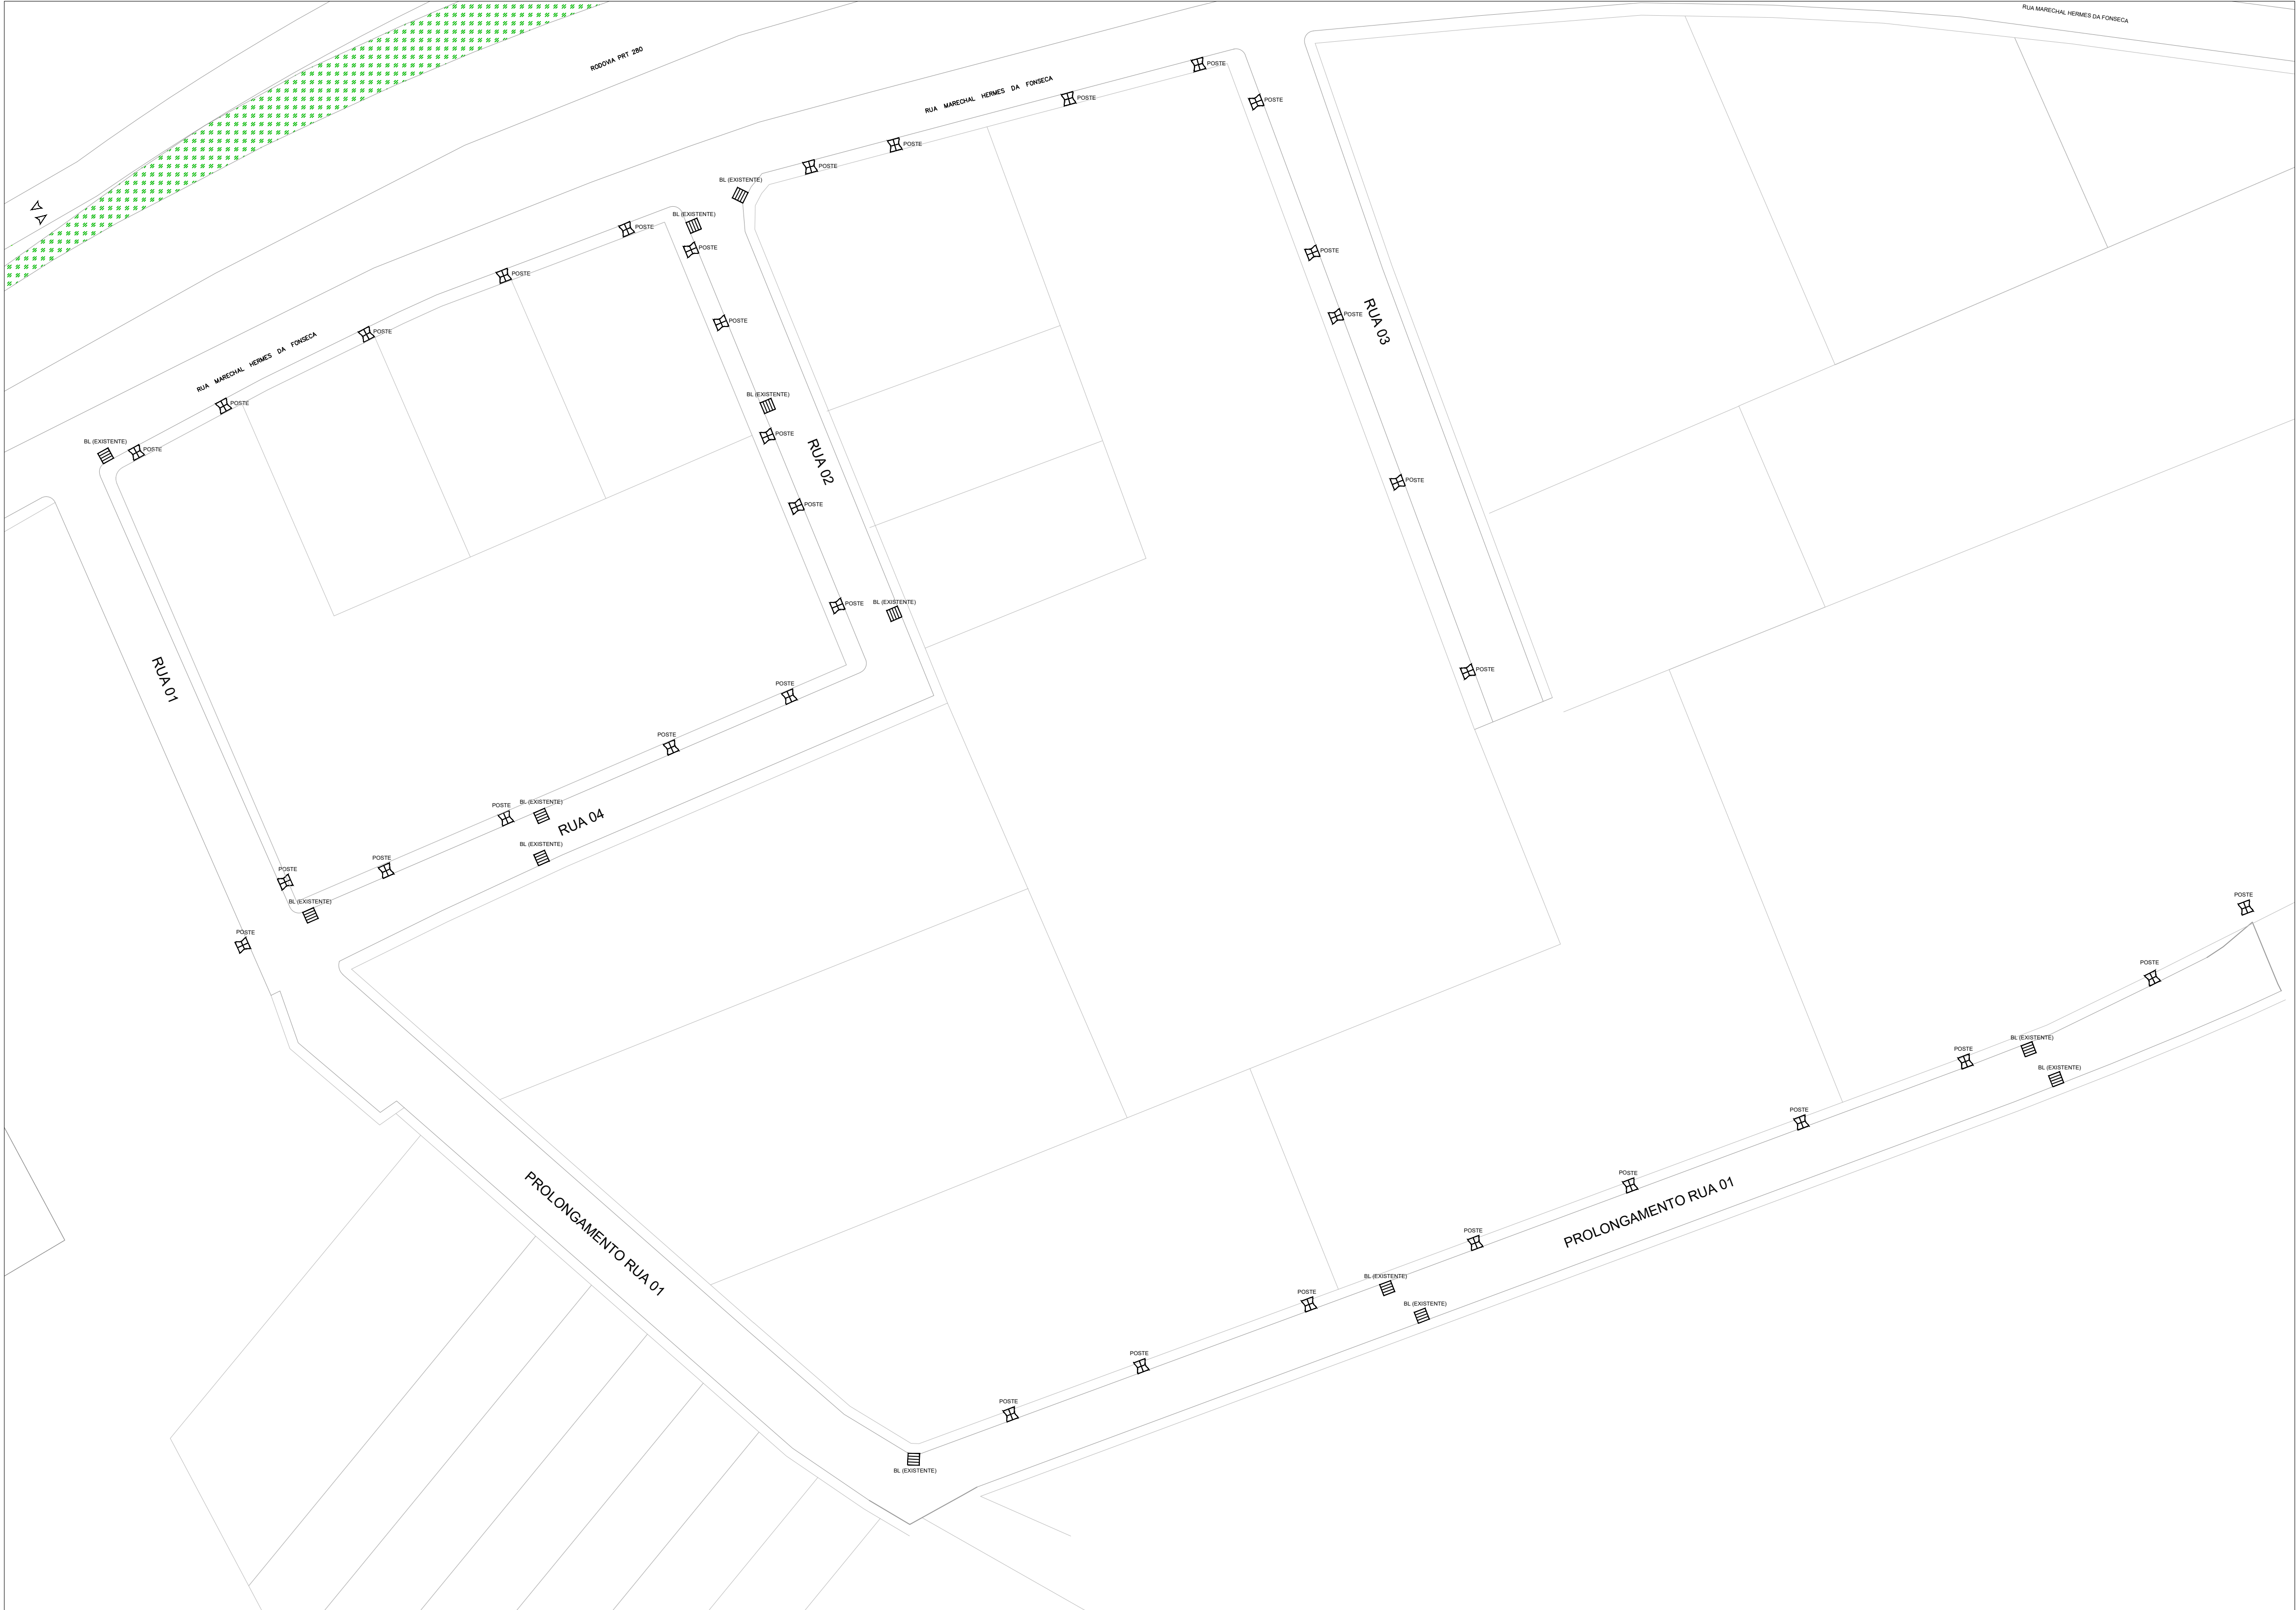 RUA MARECHAL HERMES DA FONSECA
RODOVIA PRT 280
POSTE
RUA MARECHAL HERMES DA FONSECA
POSTE
POSTE
POSTE
POSTE
BL (EXISTENTE)
BL (EXISTENTE)
POSTE
POSTE
POSTE
POSTE
POSTE
POSTE
RUA 03
POSTE
POSTE
RUA MARECHAL HERMES DA FONSECA
BL (EXISTENTE)
POSTE
POSTE
BL (EXISTENTE)
POSTE
RUA 02
POSTE
POSTE
BL (EXISTENTE)
POSTE
RUA 01
POSTE
POSTE
POSTE
BL (EXISTENTE)
POSTE
RUA 04
BL (EXISTENTE)
POSTE
POSTE
BL (EXISTENTE)
POSTE
POSTE
POSTE
BL (EXISTENTE)
POSTE
BL (EXISTENTE)
POSTE
POSTE
PROLONGAMENTO RUA 01
PROLONGAMENTO RUA 01
POSTE
BL (EXISTENTE)
POSTE
BL (EXISTENTE)
POSTE
POSTE
BL (EXISTENTE)